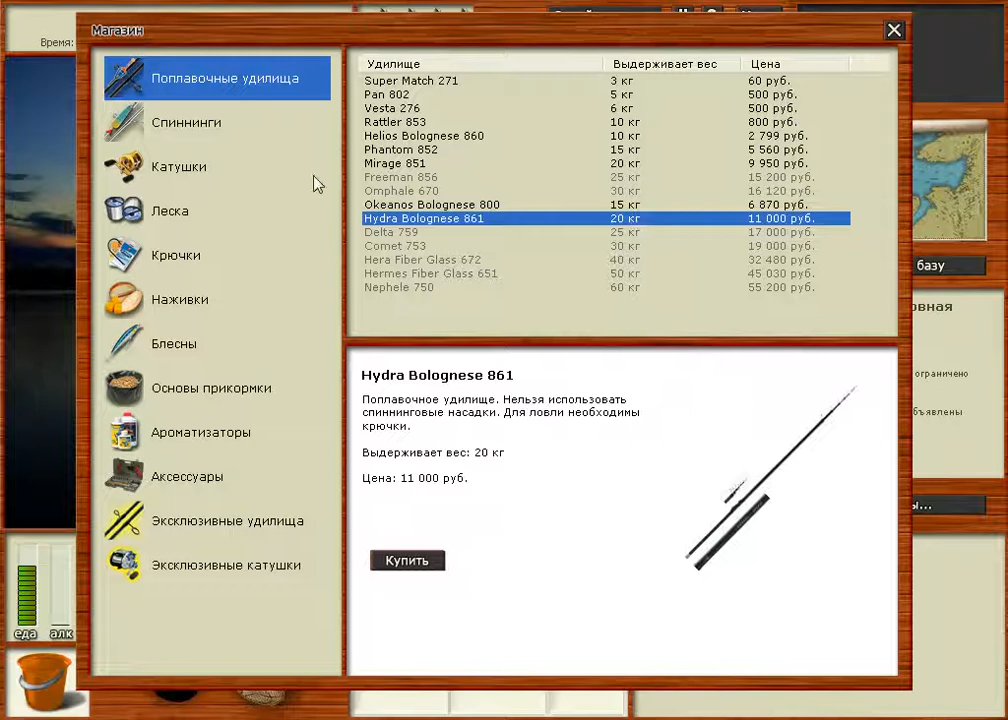 Магазин
Время:
Поплавочные удилища
Спиннинги
Катушки
Леска
Крючки
Наживки
Блесны
Основы прикормки
Ароматизаторы
Аксессуары
Эксклюзивные удилища
Эксклюзивные катушки
Удилище Выдерживает вес Цена
Super Match 271 3 кг 60 руб.
Pan 802 5 кг 500 руб.
Vesta 276 6 кг 500 руб.
Rattler 853 10 кг 800 руб.
Helios Bolognese 860 10 кг 2 799 руб.
Phantom 852 15 кг 5 560 руб.
Mirage 851 20 кг 9 950 руб.
Freeman 856 25 кг 15 200 руб.
Omphale 670 30 кг 16 120 руб.
Okeanos Bolognese 800 15 кг 6 870 руб.
Hydra Bolognese 861 20 кг 11 000 руб.
Delta 759 25 кг 17 000 руб.
Comet 753 30 кг 19 000 руб.
Hera Fiber Glass 672 40 кг 32 480 руб.
Hermes Fiber Glass 651 50 кг 45 030 руб.
Nephele 750 60 кг 55 200 руб.
Hydra Bolognese 861
Поплавочное удилище. Нельзя использовать
спиннинговые насадки. Для ловли необходимы
крючки.
Выдерживает вес: 20 кг
Цена: 11 000 руб.
Купить
базу
овная
ограничено
бъявлены
ы...
еда алк